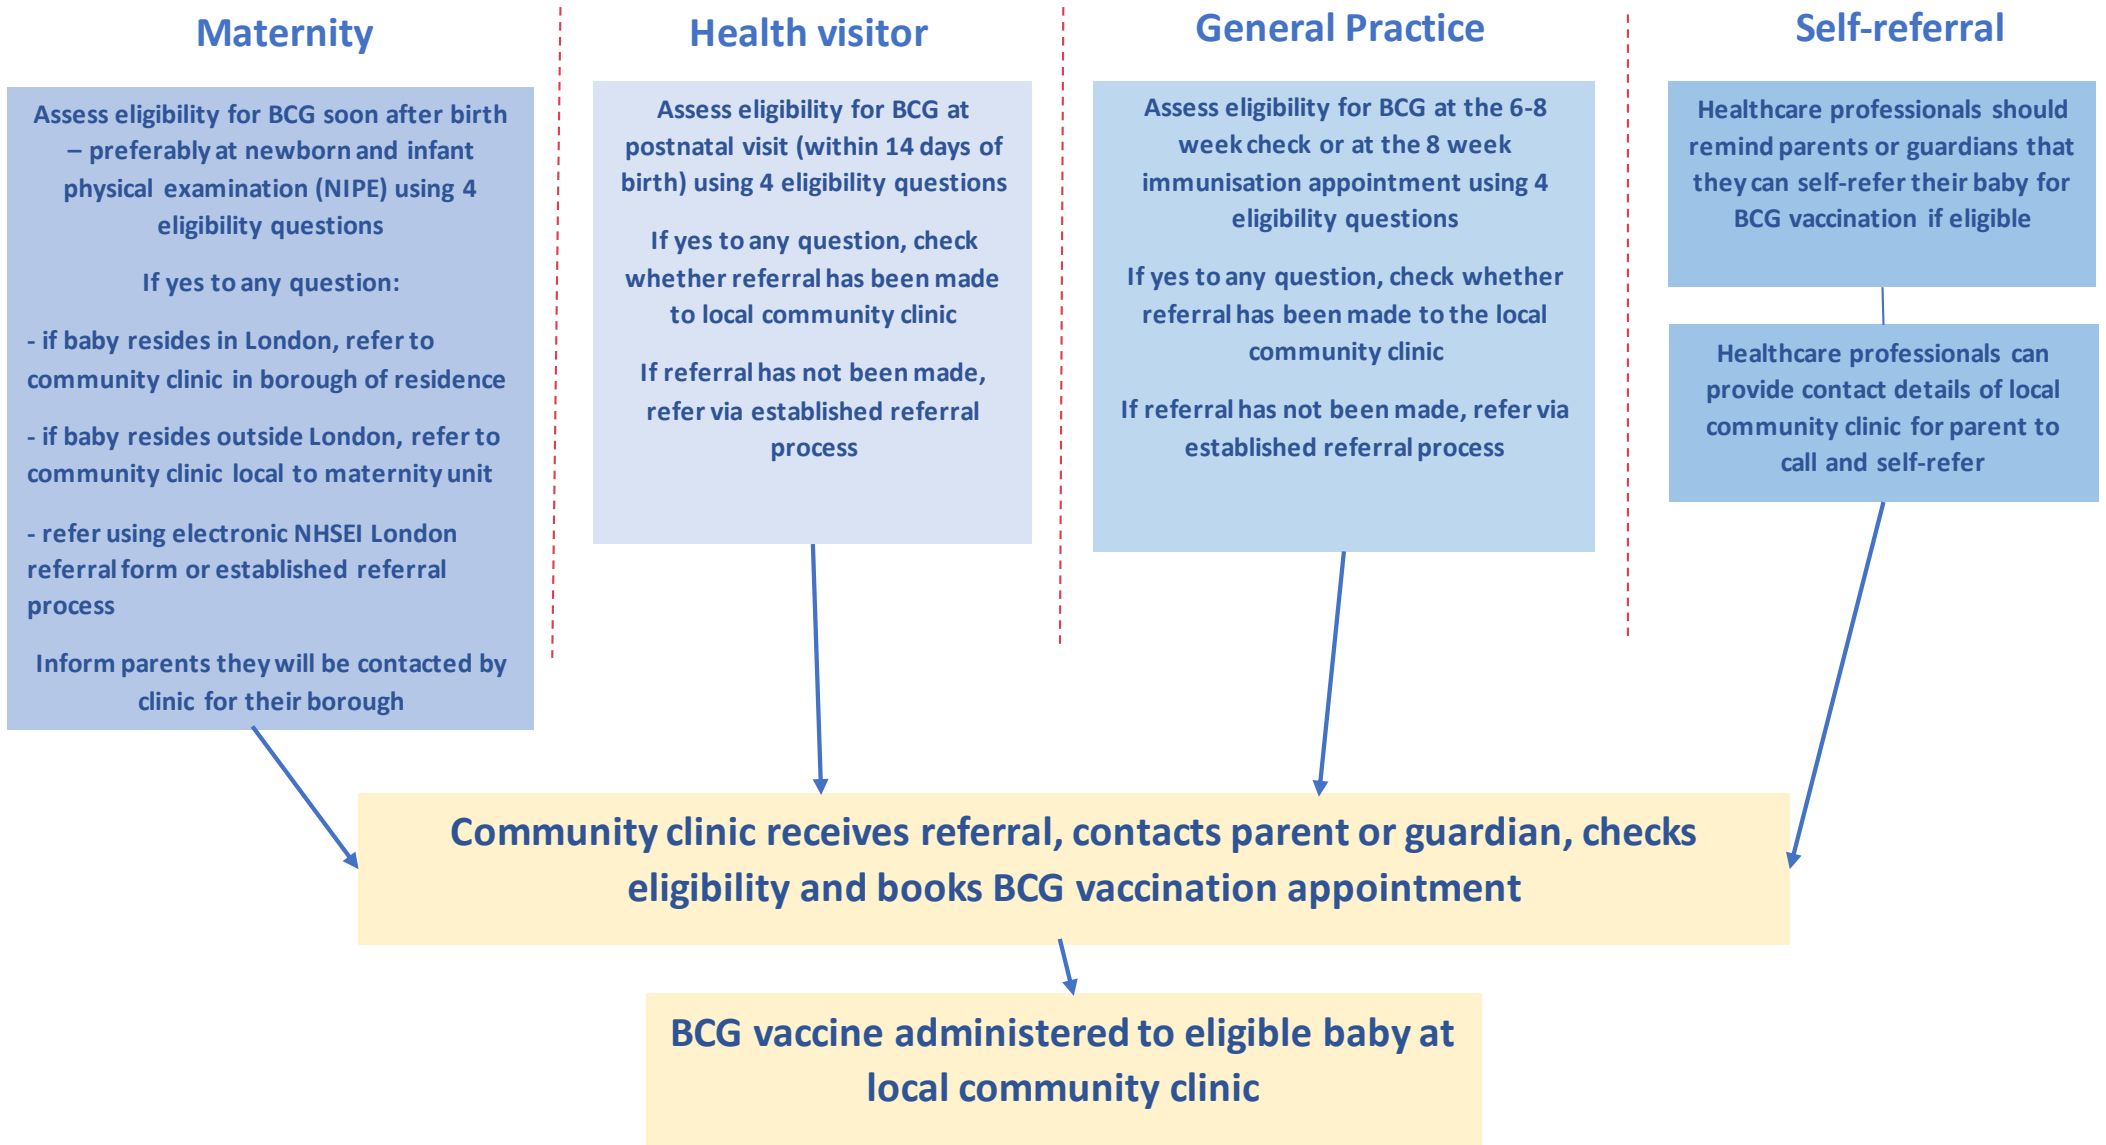 Maternity
Assess eligibility for BCG soon after birth
– preferably at newborn and infant
physical examination (NIPE) using 4
eligibility questions
If yes to any question:
- if baby resides in London, refer to
community clinic in borough of residence
- if baby resides outside London, refer to
community clinic local to maternity unit
- refer using electronic NHSEI London
referral form or established referral
process
Inform parents they will be contacted by
clinic for their borough
Health visitor
Assess eligibility for BCG at
postnatal visit (within 14 days of
birth) using 4 eligibility questions
If yes to any question, check
whether referral has been made
to local community clinic
If referral has not been made,
refer via established referral
process
General Practice
Assess eligibility for BCG at the 6-8
week check or at the 8 week
immunisation appointment using 4
eligibility questions
If yes to any question, check whether
referral has been made to the local
community clinic
If referral has not been made, refer via
established referral process
Self-referral
Healthcare professionals should
remind parents or guardians that
they can self-refer their baby for
BCG vaccination if eligible
Healthcare professionals can
provide contact details of local
community clinic for parent to
call and self-refer
Community clinic receives referral, contacts parent or guardian, checks
eligibility and books BCG vaccination appointment
BCG vaccine administered to eligible baby at
local community clinic